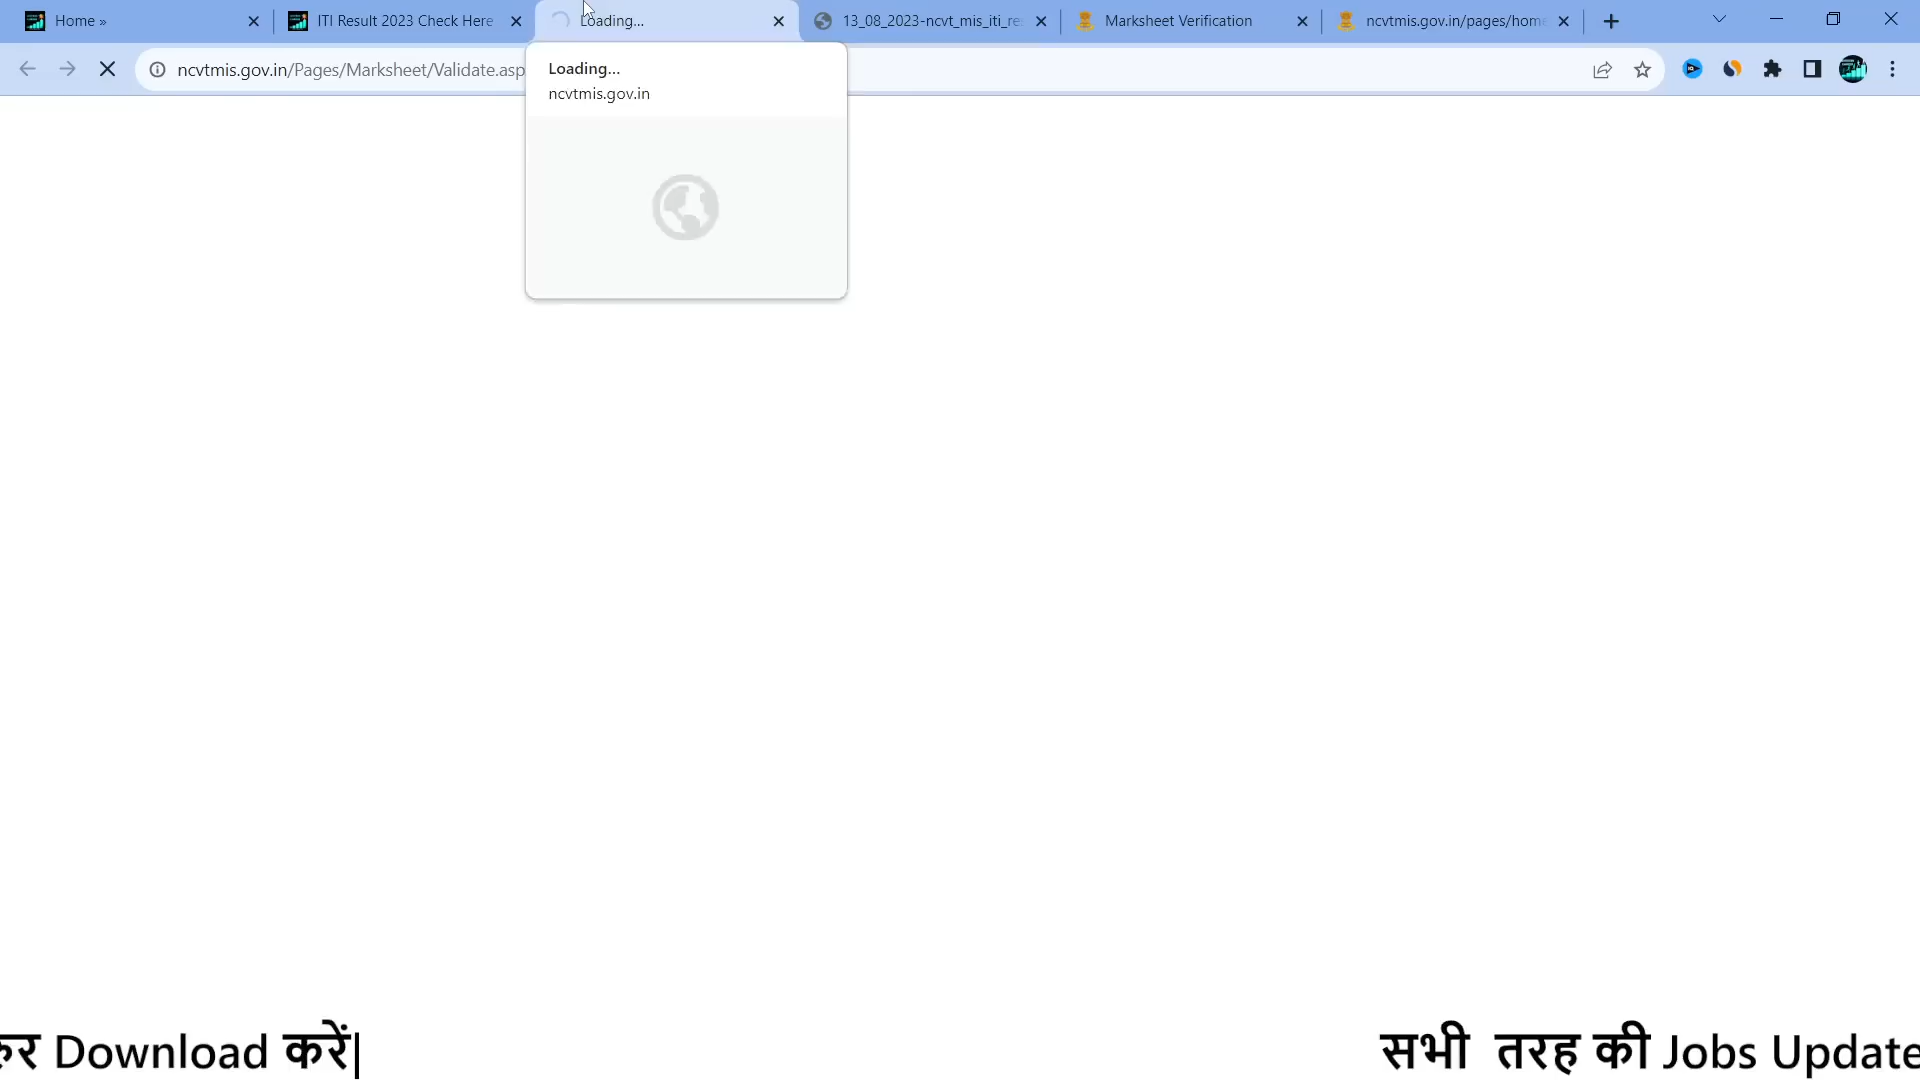 Home »
ITI Result 2023 Check Here
Loading...
13_08_2023-ncvt_mis_iti_re
Marksheet Verification
ncvtmis.gov.in/pages/home
ncvtmis.gov.in/Pages/Marksheet/Validate.asp
Loading...
ncvtmis.gov.in
Download करें|
सभी तरह की Jobs Update